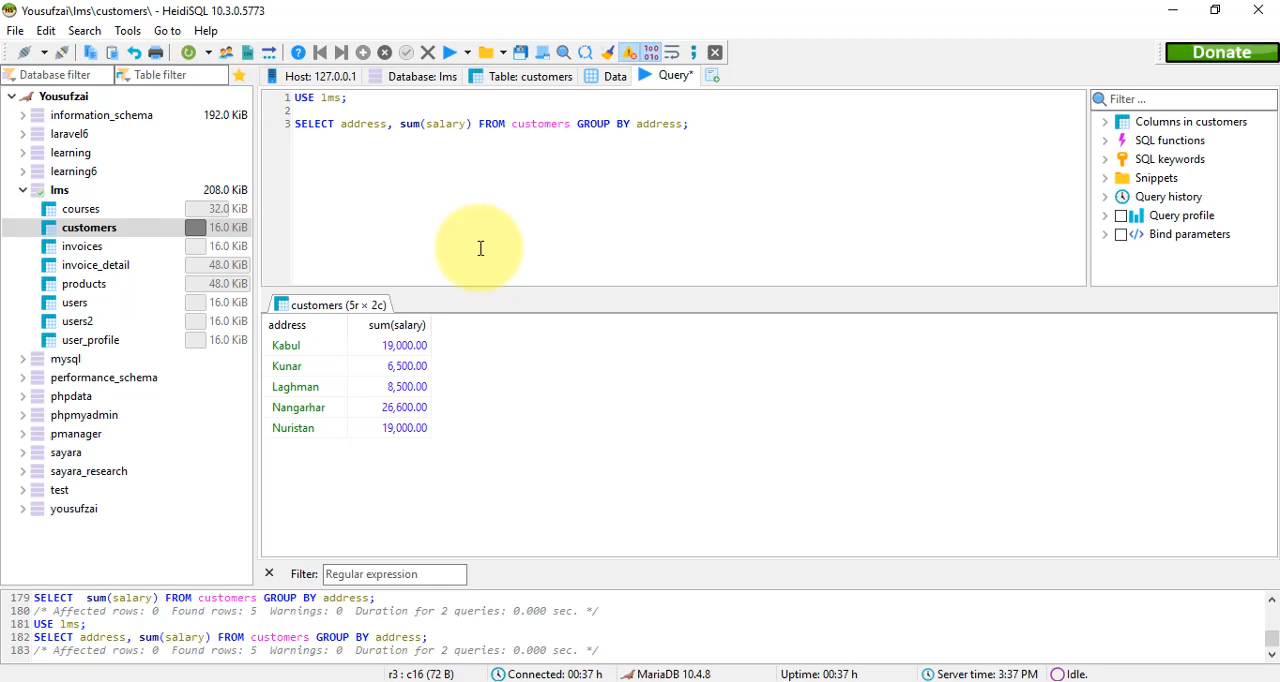 Yousufzai\lms\customers\ - HeidiSQL 10.3.0.5773
File Edit Search Tools Go to Help
Donate
Database filter Table filter
Host: 127.0.0.1 Database: lms Table: customers Data Query*
Yousufzai
information_schema 192.0 KiB
laravel6
learning
learning6
lms 208.0 KiB
courses 32.0 KiB
customers 16.0 KiB
invoices 16.0 KiB
invoice_detail 48.0 KiB
products 48.0 KiB
users 16.0 KiB
users2 16.0 KiB
user_profile 16.0 KiB
mysql
performance_schema
phpdata
phpmyadmin
pmanager
sayara
sayara_research
test
yousufzai
1 USE lms;
2
3 SELECT address, sum(salary) FROM customers GROUP BY address;
Filter ...
Columns in customers
SQL functions
SQL keywords
Snippets
Query history
Query profile
Bind parameters
customers (5r × 2c)
address sum(salary)
Kabul 19,000.00
Kunar 6,500.00
Laghman 8,500.00
Nangarhar 26,600.00
Nuristan 19,000.00
Filter: Regular expression
179 SELECT sum(salary) FROM customers GROUP BY address;
180 /* Affected rows: 0 Found rows: 5 Warnings: 0 Duration for 2 queries: 0.000 sec. */
181 USE lms;
182 SELECT address, sum(salary) FROM customers GROUP BY address;
183 /* Affected rows: 0 Found rows: 5 Warnings: 0 Duration for 2 queries: 0.000 sec. */
r3 : c16 (72 B) Connected: 00:37 h MariaDB 10.4.8 Uptime: 00:37 h Server time: 3:37 PM Idle.